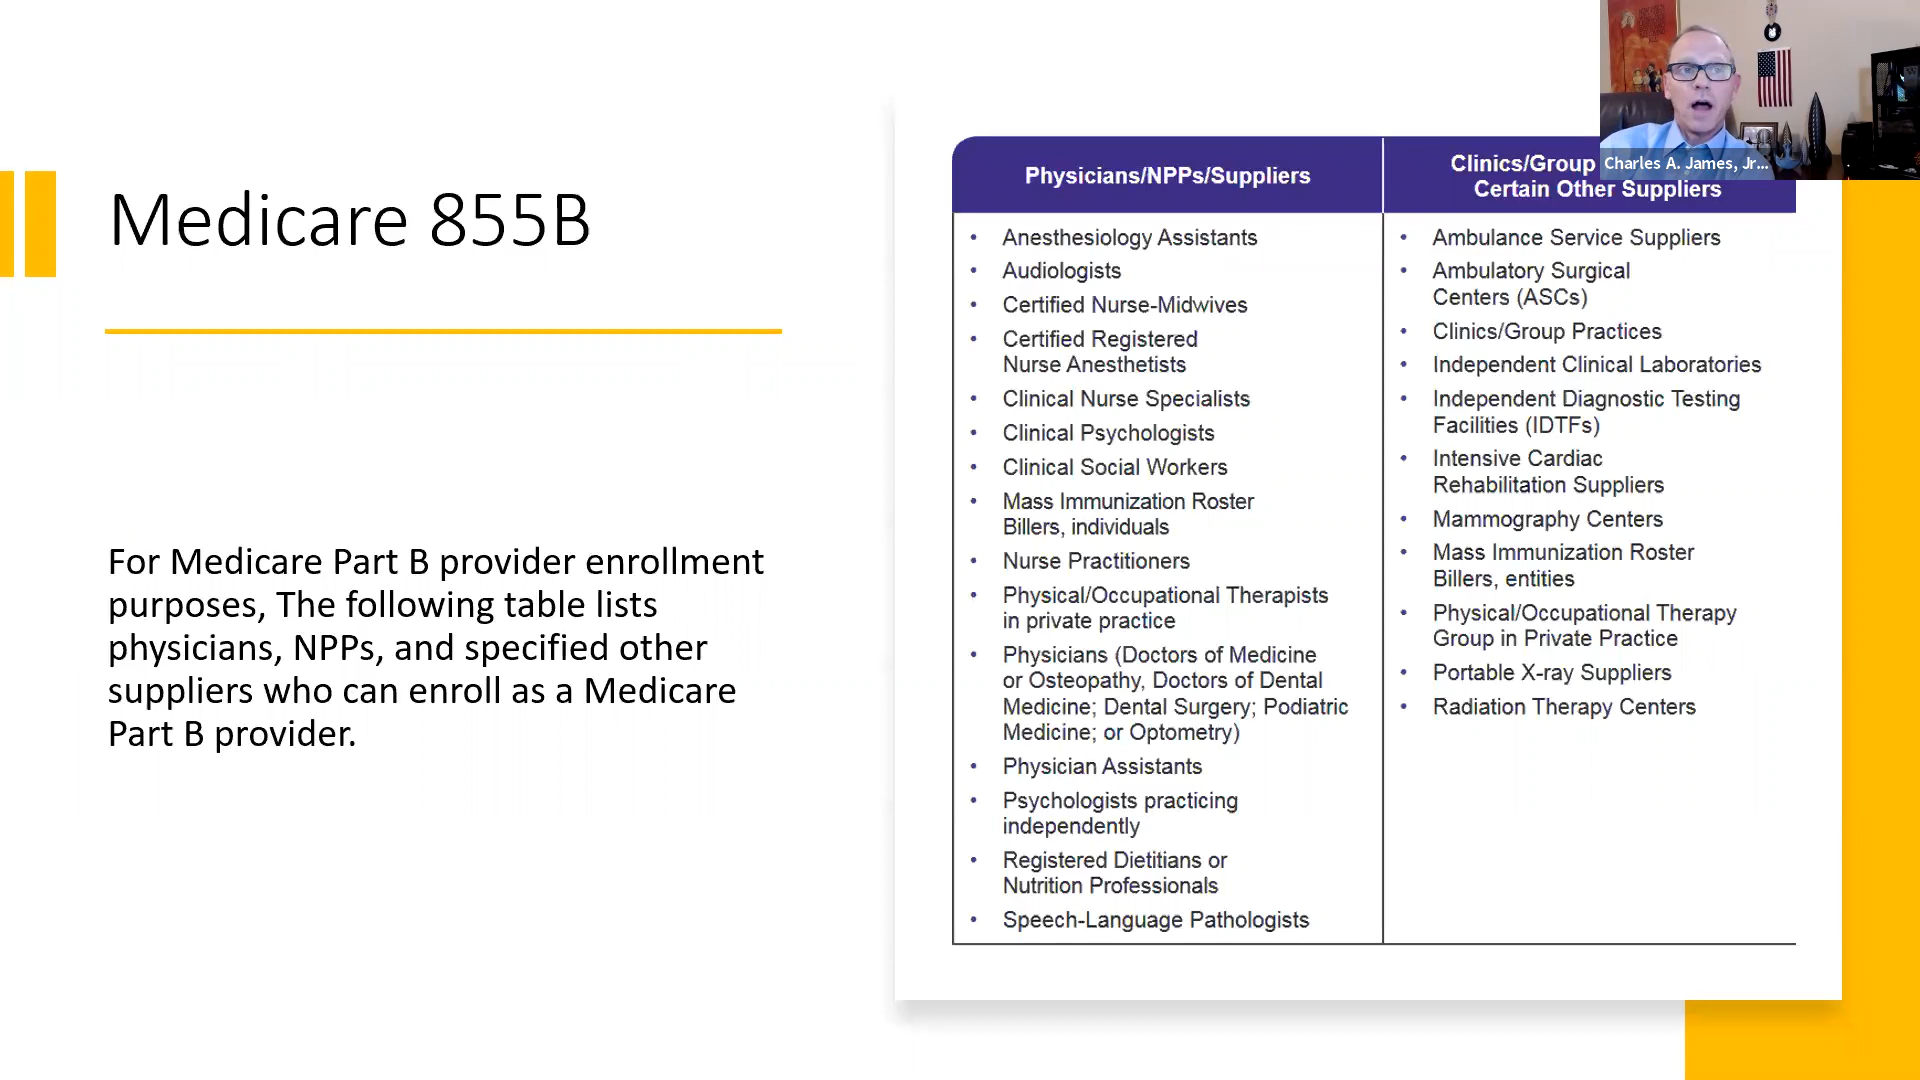 Medicare 855B
For Medicare Part B provider enrollment
purposes, The following table lists
physicians, NPPs, and specified other
suppliers who can enroll as a Medicare
Part B provider.
Physicians/NPPs/Suppliers
• Anesthesiology Assistants
• Audiologists
• Certified Nurse-Midwives
• Certified Registered
Nurse Anesthetists
• Clinical Nurse Specialists
• Clinical Psychologists
• Clinical Social Workers
• Mass Immunization Roster
Billers, individuals
• Nurse Practitioners
• Physical/Occupational Therapists
in private practice
• Physicians (Doctors of Medicine
or Osteopathy, Doctors of Dental
Medicine; Dental Surgery; Podiatric
Medicine; or Optometry)
• Physician Assistants
• Psychologists practicing
independently
• Registered Dietitians or
Nutrition Professionals
• Speech-Language Pathologists
Clinics/Group
Certain Other Suppliers
• Ambulance Service Suppliers
• Ambulatory Surgical
Centers (ASCs)
• Clinics/Group Practices
• Independent Clinical Laboratories
• Independent Diagnostic Testing
Facilities (IDTFs)
• Intensive Cardiac
Rehabilitation Suppliers
• Mammography Centers
• Mass Immunization Roster
Billers, entities
• Physical/Occupational Therapy
Group in Private Practice
• Portable X-ray Suppliers
• Radiation Therapy Centers
Charles A. James, Jr...